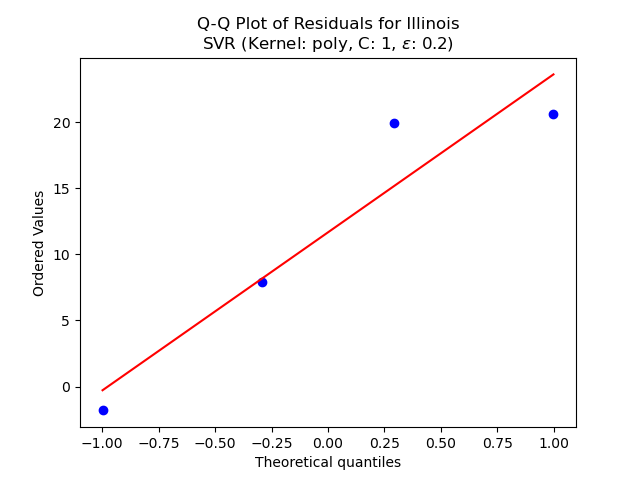 Q-Q Plot of Residuals for Illinois
SVR (Kernel: poly, C: 1, ε: 0.2)
Ordered Values
20
15
10
5
0
−1.00 −0.75 −0.50 −0.25 0.00 0.25 0.50 0.75 1.00
Theoretical quantiles